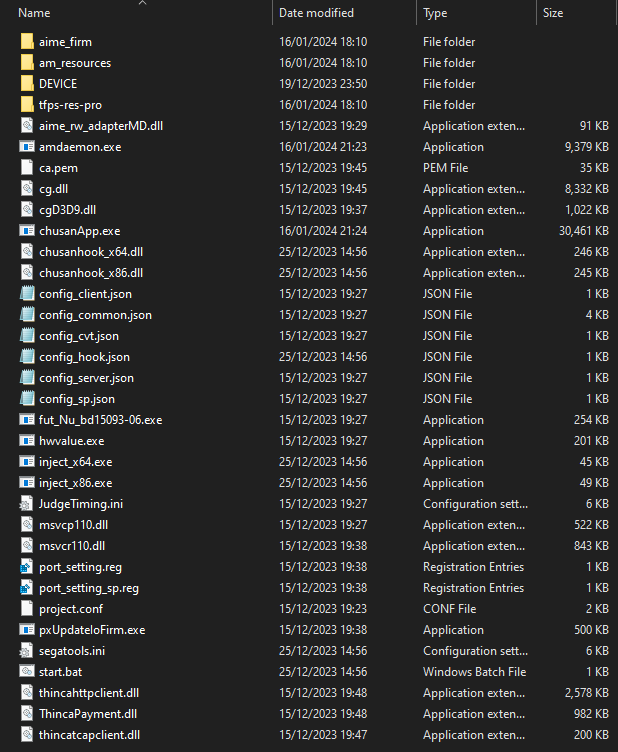 Name Date modified Type Size
aime_firm 16/01/2024 18:10 File folder
am_resources 16/01/2024 18:10 File folder
DEVICE 19/12/2023 23:50 File folder
tfps-res-pro 16/01/2024 18:10 File folder
aime_rw_adapterMD.dll 15/12/2023 19:29 Application exten... 91 KB
amdaemon.exe 16/01/2024 21:23 Application 9,379 KB
ca.pem 15/12/2023 19:45 PEM File 35 KB
cg.dll 15/12/2023 19:45 Application exten... 8,332 KB
cgD3D9.dll 15/12/2023 19:37 Application exten... 1,022 KB
chusanApp.exe 16/01/2024 21:24 Application 30,461 KB
chusanhook_x64.dll 25/12/2023 14:56 Application exten... 246 KB
chusanhook_x86.dll 25/12/2023 14:56 Application exten... 245 KB
config_client.json 15/12/2023 19:27 JSON File 1 KB
config_common.json 15/12/2023 19:27 JSON File 4 KB
config_cvt.json 15/12/2023 19:27 JSON File 1 KB
config_hook.json 25/12/2023 14:56 JSON File 1 KB
config_server.json 15/12/2023 19:27 JSON File 1 KB
config_sp.json 15/12/2023 19:27 JSON File 1 KB
fut_Nu_bd15093-06.exe 15/12/2023 19:27 Application 254 KB
hwvalue.exe 15/12/2023 19:27 Application 201 KB
inject_x64.exe 25/12/2023 14:56 Application 45 KB
inject_x86.exe 25/12/2023 14:56 Application 49 KB
JudgeTiming.ini 15/12/2023 19:27 Configuration sett... 6 KB
msvcp110.dll 15/12/2023 19:27 Application exten... 522 KB
msvcr110.dll 15/12/2023 19:38 Application exten... 843 KB
port_setting.reg 15/12/2023 19:38 Registration Entries 1 KB
port_setting_sp.reg 15/12/2023 19:38 Registration Entries 1 KB
project.conf 15/12/2023 19:23 CONF File 2 KB
pxUpdateIoFirm.exe 15/12/2023 19:38 Application 500 KB
segatools.ini 25/12/2023 14:56 Configuration sett... 6 KB
start.bat 25/12/2023 14:56 Windows Batch File 1 KB
thincahttpclient.dll 15/12/2023 19:48 Application exten... 2,578 KB
ThincaPayment.dll 15/12/2023 19:48 Application exten... 982 KB
thincatcapclient.dll 15/12/2023 19:47 Application exten... 200 KB